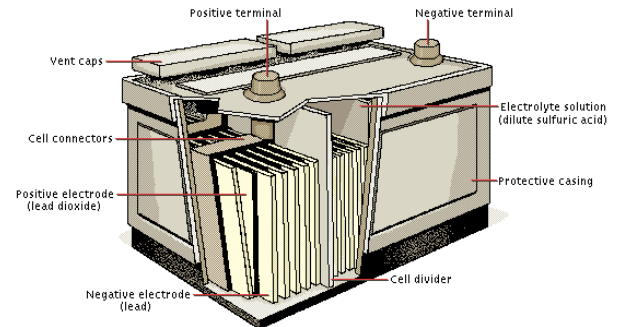 Positive terminal
Negative terminal
Vent caps
Electrolyte solution
(dilute sulfuric acid)
Cell connectors
Protective casing
Positive electrode
(lead dioxide)
Cell divider
Negative electrode
(lead)